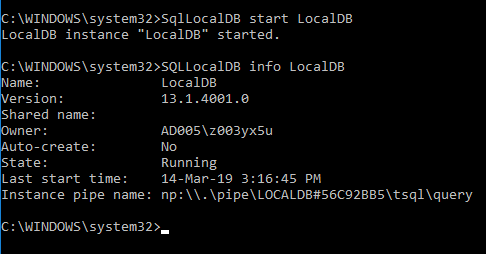 C:\WINDOWS\system32>SqlLocalDB start LocalDB
LocalDB instance "LocalDB" started.
C:\WINDOWS\system32>SQLLocalDB info LocalDB
Name:               LocalDB
Version:            13.1.4001.0
Shared name:
Owner:              AD005\z003yx5u
Auto-create:        No
State:              Running
Last start time:    14-Mar-19 3:16:45 PM
Instance pipe name: np:\\.\pipe\LOCALDB#56C92BB5\tsql\query
C:\WINDOWS\system32>